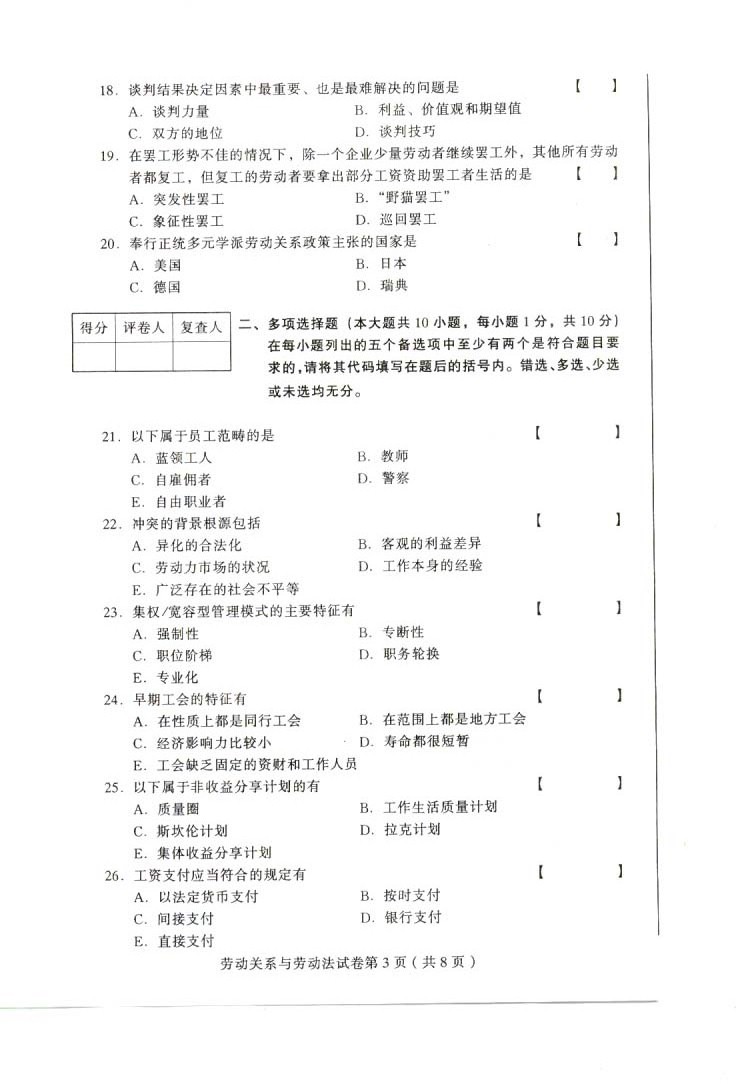 18．谈判结果决定因素中最重要、也是最难解决的问题是 【 】
A．谈判力量 B．利益、价值观和期望值
C．双方的地位 D．谈判技巧
19．在罢工形势不佳的情况下，除一个企业少量劳动者继续罢工外，其他所有劳动
者都复工，但复工的劳动者要拿出部分工资资助罢工者生活的是 【 】
A．突发性罢工 B．“野猫罢工”
C．象征性罢工 D．巡回罢工
20．奉行正统多元学派劳动关系政策主张的国家是 【 】
A．美国 B．日本
C．德国 D．瑞典
得分 评卷人 复查人
二、多项选择题（本大题共 10 小题，每小题 1 分，共 10 分）
在每小题列出的五个备选项中至少有两个是符合题目要
求的，请将其代码填写在题后的括号内。错选、多选、少选
或未选均无分。
21．以下属于员工范畴的是 【 】
A．蓝领工人 B．教师
C．自雇佣者 D．警察
E．自由职业者
22．冲突的背景根源包括 【 】
A．异化的合法化 B．客观的利益差异
C．劳动力市场的状况 D．工作本身的经验
E．广泛存在的社会不平等
23．集权/宽容型管理模式的主要特征有 【 】
A．强制性 B．专断性
C．职位阶梯 D．职务轮换
E．专业化
24．早期工会的特征有 【 】
A．在性质上都是同行工会 B．在范围上都是地方工会
C．经济影响力比较小 D．寿命都很短暂
E．工会缺乏固定的资财和工作人员
25．以下属于非收益分享计划的有 【 】
A．质量圈 B．工作生活质量计划
C．斯坎伦计划 D．拉克计划
E．集体收益分享计划
26．工资支付应当符合的规定有 【 】
A．以法定货币支付 B．按时支付
C．间接支付 D．银行支付
E．直接支付
劳动关系与劳动法试卷第 3 页（共 8 页）